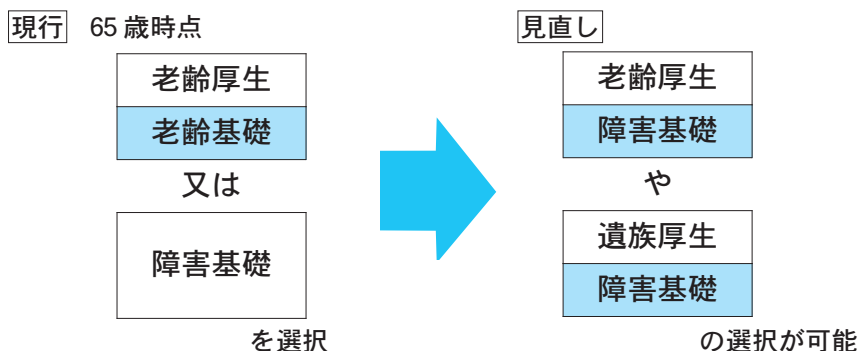 現行 65歳時点
老齢厚生
老齢基礎
又は
障害基礎
を選択
見直し
老齢厚生
障害基礎
や
遺族厚生
障害基礎
の選択が可能